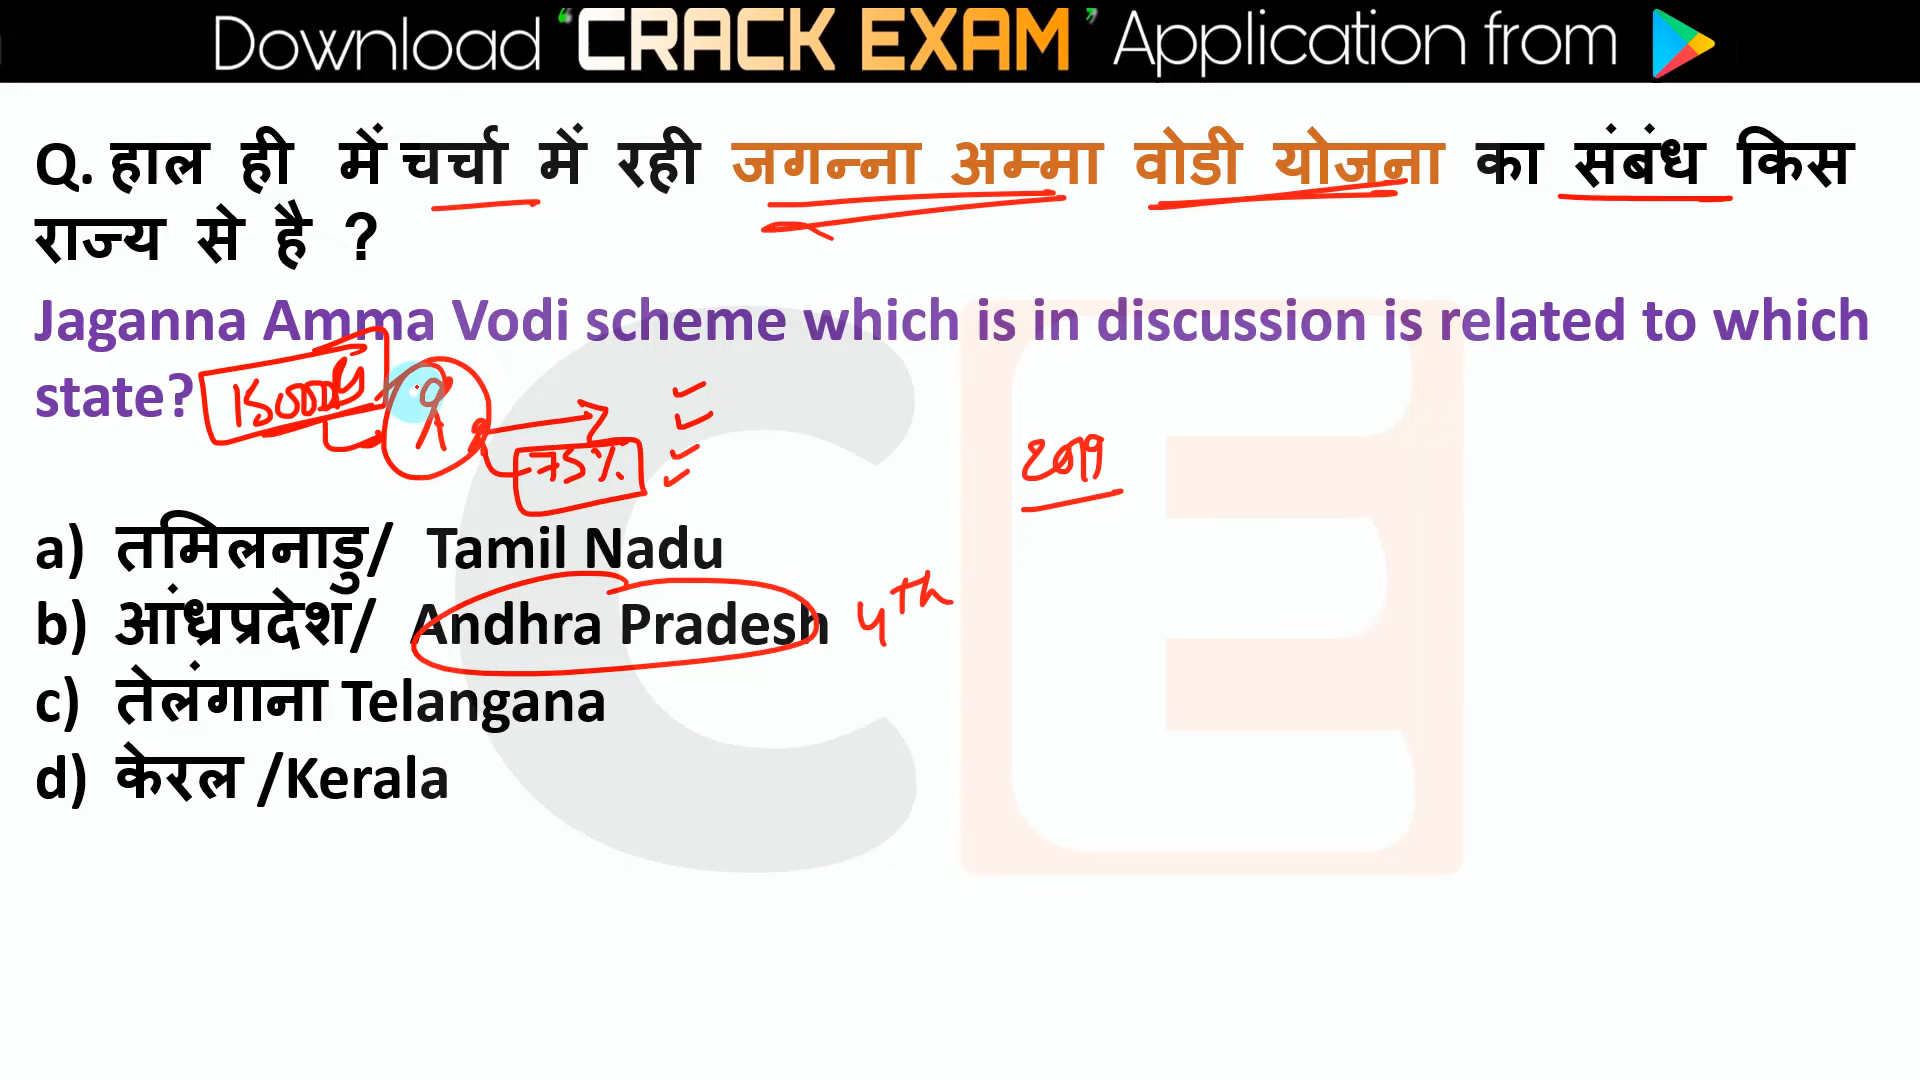 Download “CRACK EXAM” Application from
Q. हाल ही में चर्चा में रही जगन्ना अम्मा वोडी योजना का संबंध किस
राज्य से है ?
Jaganna Amma Vodi scheme which is in discussion is related to which
state?
75%
2019
a) तमिलनाडु/ Tamil Nadu
b) आंध्रप्रदेश/ Andhra Pradesh 4th
c) तेलंगाना Telangana
d) केरल /Kerala
CE